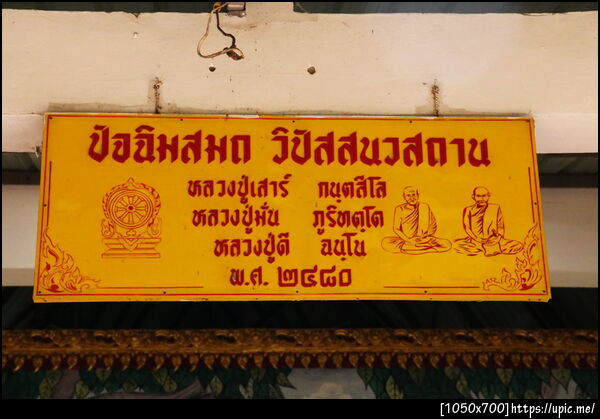 ปัจฉิมสมถ วิปัสสนวสถาน
หลวงปู่เสาร์ กนฺตสีโล
หลวงปู่มั่น ภูริทตฺโต
หลวงปู่ดี ฉนฺโน
พ.ศ. ๒๔๘๐
[1050x700]https://upic.me/